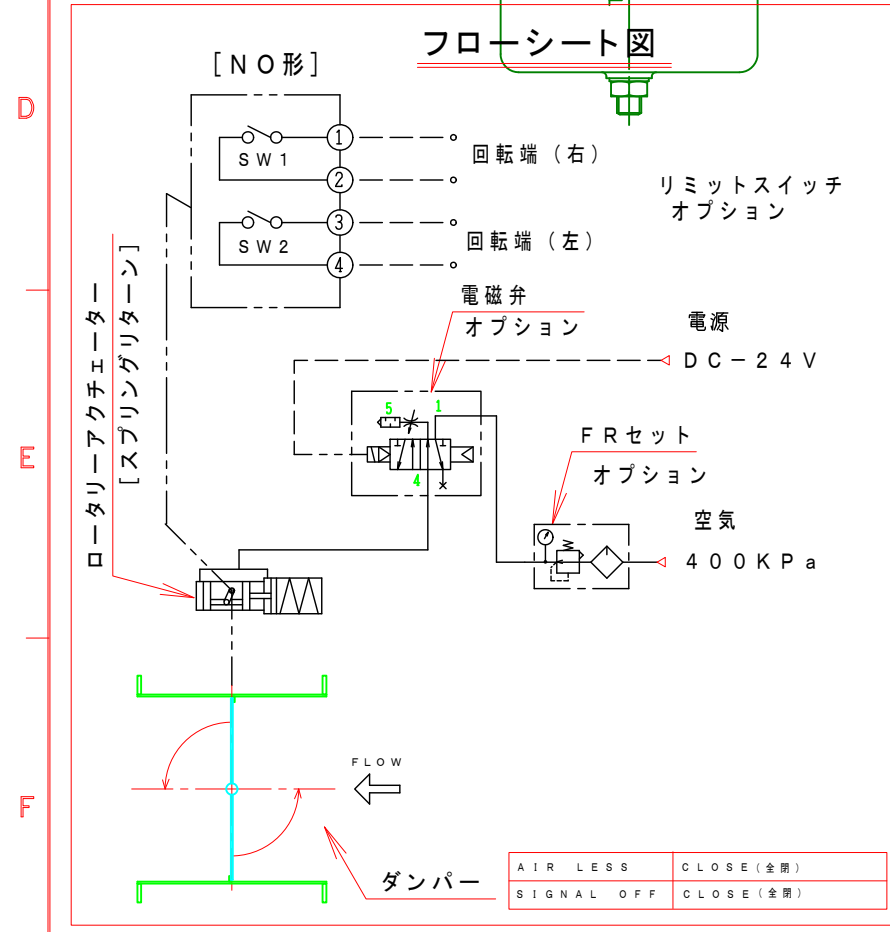 フローシート図
[NO形]
D
1
SW1
2
回転端(右)
リミットスイッチ
オプション
3
SW2
4
回転端(左)
ロータリーアクチェーター
[スプリングリターン]
電磁弁
オプション
電源
DC-24V
5
1
4
E
FRセット
オプション
空気
400KPa
F
FLOW
ダンパー
AIR LESS CLOSE(全閉)
SIGNAL OFF CLOSE(全閉)